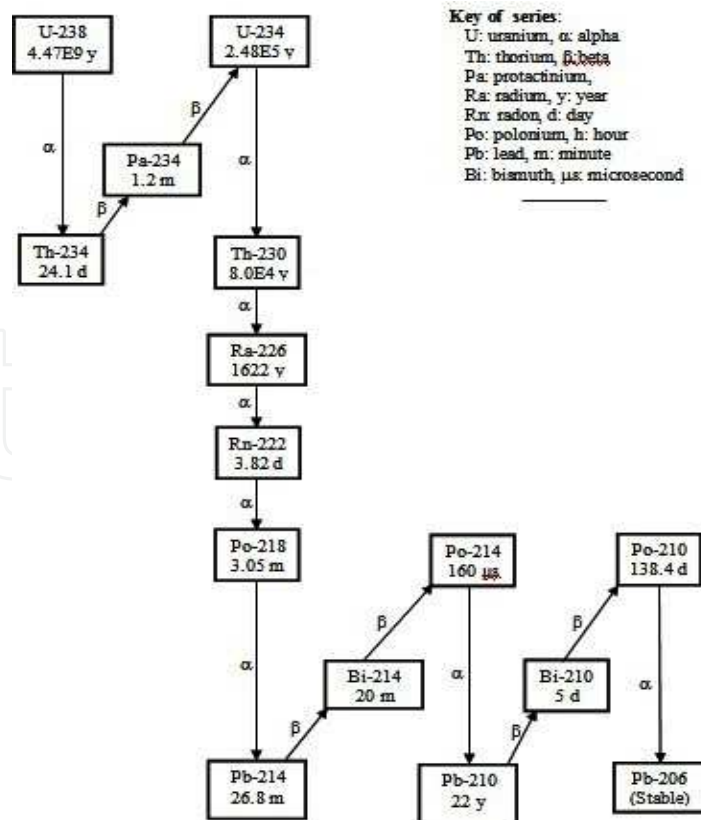 U-238
4.47E9 y
U-234
2.48E5 y
Key of series:
U: uranium, α: alpha
Th: thorium, β:beta
Pa: protactinium,
Ra: radium, y: year
Rn: radon, d: day
Po: polonium, h: hour
Pb: lead, m: minute
Bi: bismuth, μs: microsecond
β
α
Pa-234
1.2 m
α
β
Th-234
24.1 d
Th-230
8.0E4 y
α
Ra-226
1622 y
α
Rn-222
3.82 d
α
Po-218
3.05 m
Po-214
160 μs
Po-210
138.4 d
β
β
α
Bi-214
20 m
α
Bi-210
5 d
α
β
β
Pb-214
26.8 m
Pb-210
22 y
Pb-206
(Stable)